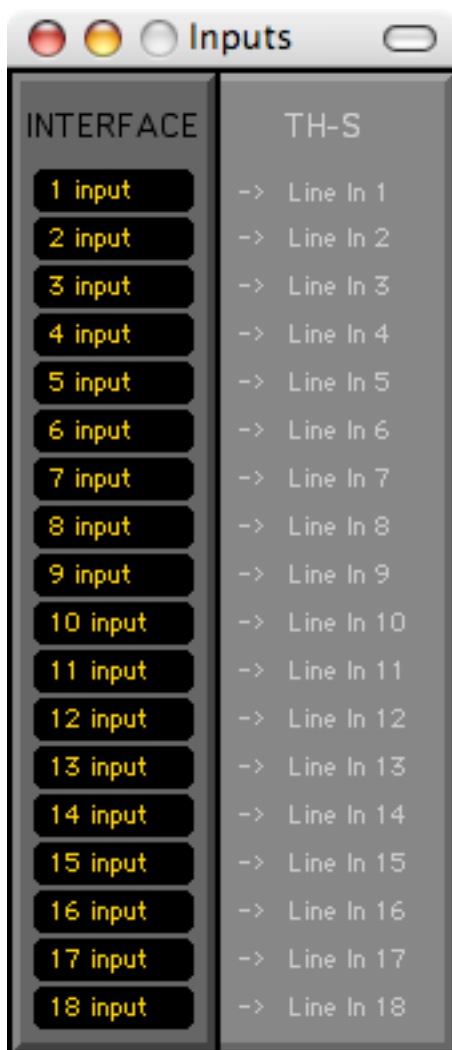 Inputs
INTERFACE TH-S
1 input -> Line In 1
2 input -> Line In 2
3 input -> Line In 3
4 input -> Line In 4
5 input -> Line In 5
6 input -> Line In 6
7 input -> Line In 7
8 input -> Line In 8
9 input -> Line In 9
10 input -> Line In 10
11 input -> Line In 11
12 input -> Line In 12
13 input -> Line In 13
14 input -> Line In 14
15 input -> Line In 15
16 input -> Line In 16
17 input -> Line In 17
18 input -> Line In 18